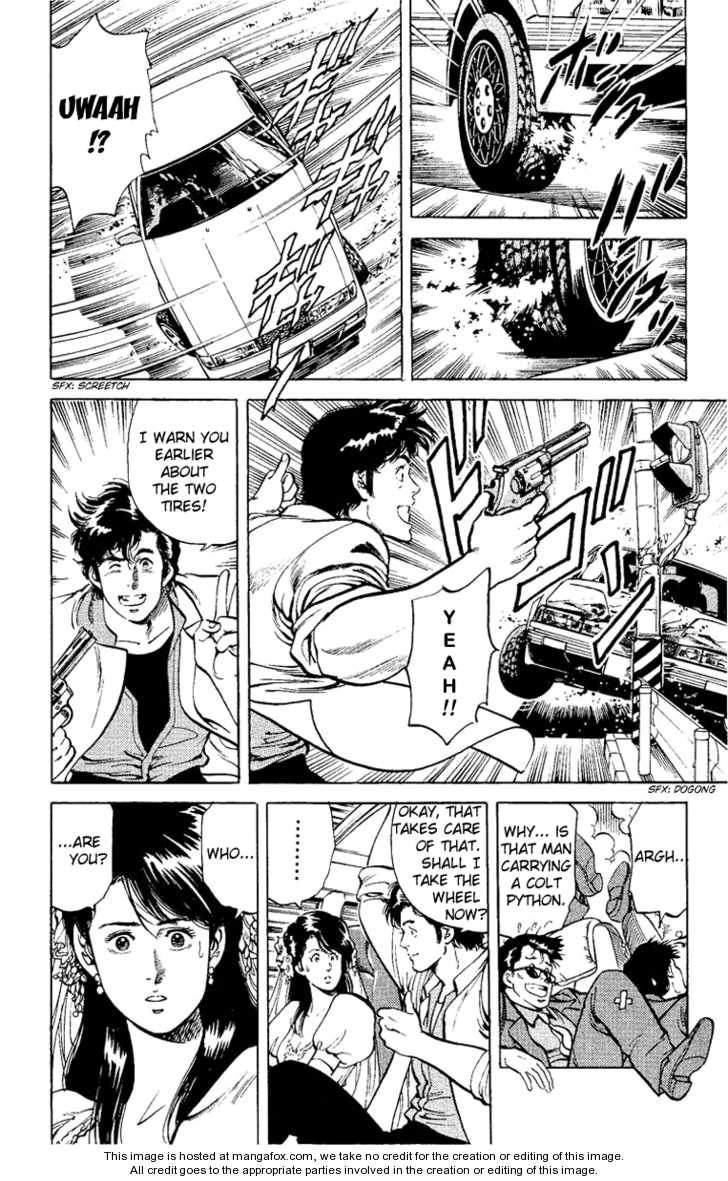 UWAAH
!?
SFX: SCREETCH
YEAH!!
SFX: DOGONG
I WARN YOU
EARLIER
ABOUT
THE TWO
TIRES!
ARGH...
WHY... IS
THAT MAN
CARRYING
A COLT
PYTHON.
OKAY, THAT
TAKES CARE
OF THAT.
SHALL I
TAKE THE
WHEEL
NOW?
........
WHO...
...ARE
YOU?
This image is hosted at mangafox.com, we take no credit for the creation or editing of this image.
All credit goes to the appropriate parties involved in the creation or editing of this image.